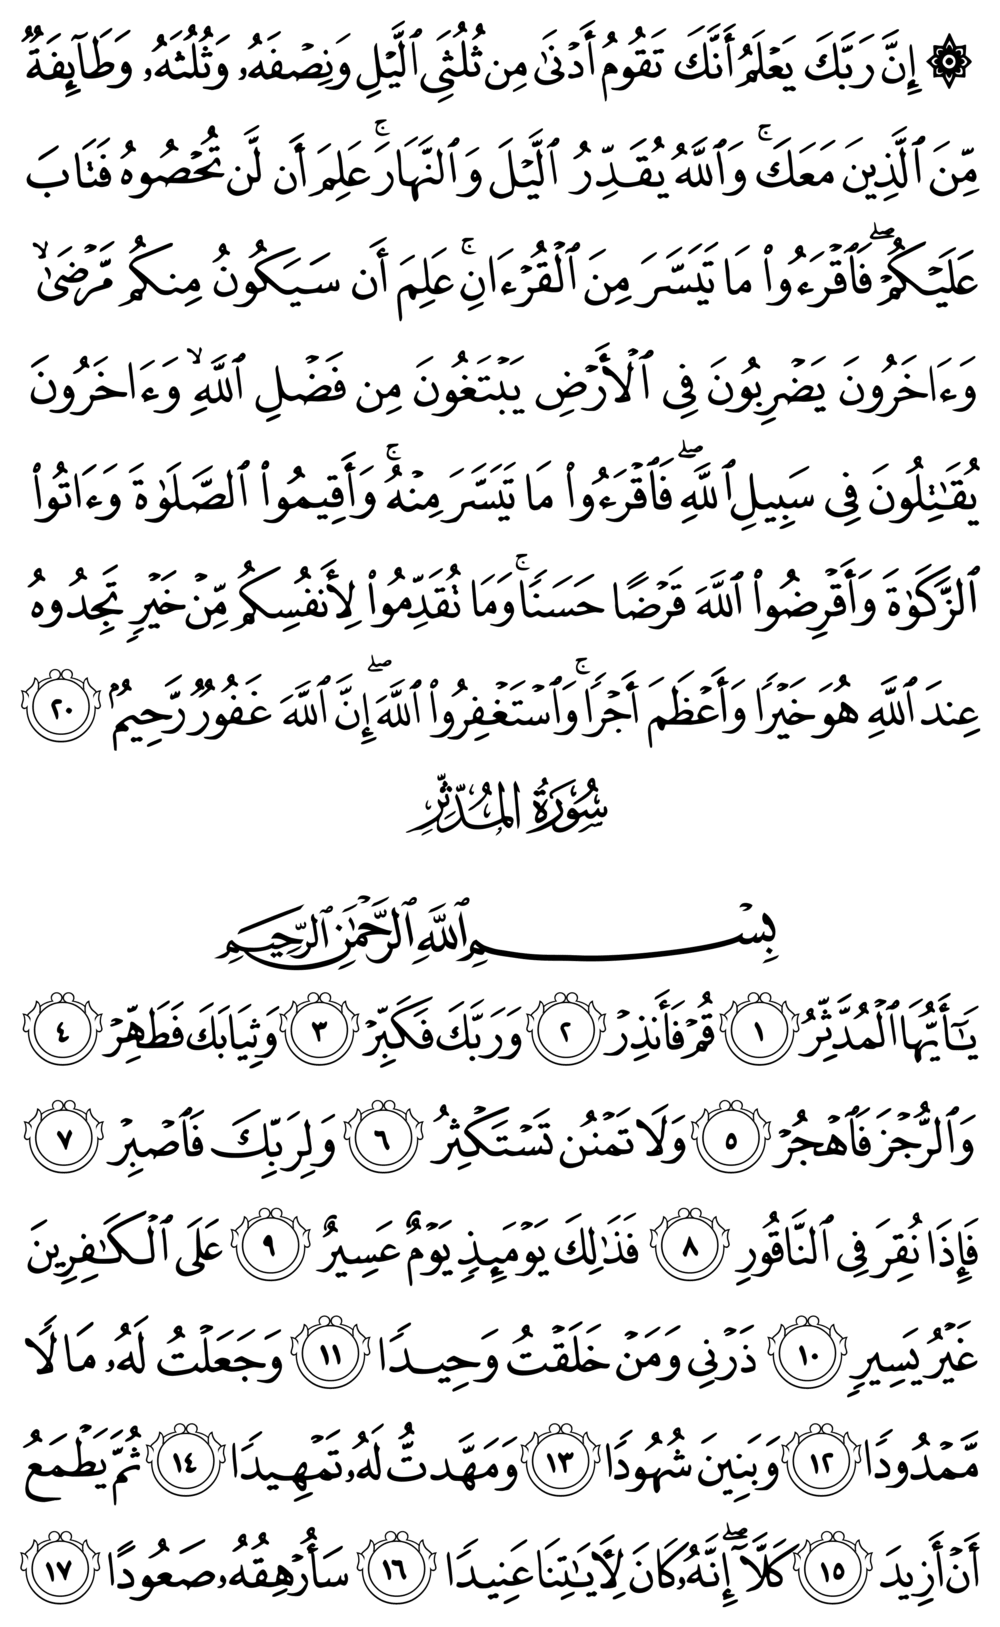 ۞ إِنَّ رَبَّكَ يَعۡلَمُ أَنَّكَ تَقُومُ أَدۡنَىٰ مِن ثُلُثَيِ ٱلَّيۡلِ وَنِصۡفَهُۥ وَثُلُثَهُۥ وَطَآئِفَةٞ
مِّنَ ٱلَّذِينَ مَعَكَۚ وَٱللَّهُ يُقَدِّرُ ٱلَّيۡلَ وَٱلنَّهَارَۚ عَلِمَ أَن لَّن تُحۡصُوهُ فَتَابَ
عَلَيۡكُمۡۖ فَٱقۡرَءُواْ مَا تَيَسَّرَ مِنَ ٱلۡقُرۡءَانِۚ عَلِمَ أَن سَيَكُونُ مِنكُم مَّرۡضَىٰ ۙ
وَءَاخَرُونَ يَضۡرِبُونَ فِي ٱلۡأَرۡضِ يَبۡتَغُونَ مِن فَضۡلِ ٱللَّهِ ۙ وَءَاخَرُونَ
يُقَٰتِلُونَ فِي سَبِيلِ ٱللَّهِۖ فَٱقۡرَءُواْ مَا تَيَسَّرَ مِنۡهُۚ وَأَقِيمُواْ ٱلصَّلَوٰةَ وَءَاتُواْ
ٱلزَّكَوٰةَ وَأَقۡرِضُواْ ٱللَّهَ قَرۡضًا حَسَنٗاۚ وَمَا تُقَدِّمُواْ لِأَنفُسِكُم مِّنۡ خَيۡرٖ تَجِدُوهُ
عِندَ ٱللَّهِ هُوَ خَيۡرٗا وَأَعۡظَمَ أَجۡرٗاۚ وَٱسۡتَغۡفِرُواْ ٱللَّهَۖ إِنَّ ٱللَّهَ غَفُورٞ رَّحِيمُۢ ٢٠
سُورَةُ المُدَّثِّرِ
بِسۡمِ ٱللَّهِ ٱلرَّحۡمَٰنِ ٱلرَّحِيمِ
يَٰٓأَيُّهَا ٱلۡمُدَّثِّرُ ١ قُمۡ فَأَنذِرۡ ٢ وَرَبَّكَ فَكَبِّرۡ ٣ وَثِيَابَكَ فَطَهِّرۡ ٤
وَٱلرُّجۡزَ فَٱهۡجُرۡ ٥ وَلَا تَمۡنُن تَسۡتَكۡثِرُ ٦ وَلِرَبِّكَ فَٱصۡبِرۡ ٧
فَإِذَا نُقِرَ فِي ٱلنَّاقُورِ ٨ فَذَٰلِكَ يَوۡمَئِذٖ يَوۡمٌ عَسِيرٌ ٩ عَلَى ٱلۡكَٰفِرِينَ
غَيۡرُ يَسِيرٖ ١٠ ذَرۡنِي وَمَنۡ خَلَقۡتُ وَحِيدٗا ١١ وَجَعَلۡتُ لَهُۥ مَالٗا
مَّمۡدُودٗا ١٢ وَبَنِينَ شُهُودٗا ١٣ وَمَهَّدتُّ لَهُۥ تَمۡهِيدٗا ١٤ ثُمَّ يَطۡمَعُ
أَنۡ أَزِيدَ ١٥ كَلَّآۖ إِنَّهُۥ كَانَ لِأٓيَٰتِنَا عَنِيدٗا ١٦ سَأُرۡهِقُهُۥ صَعُودًا ١٧